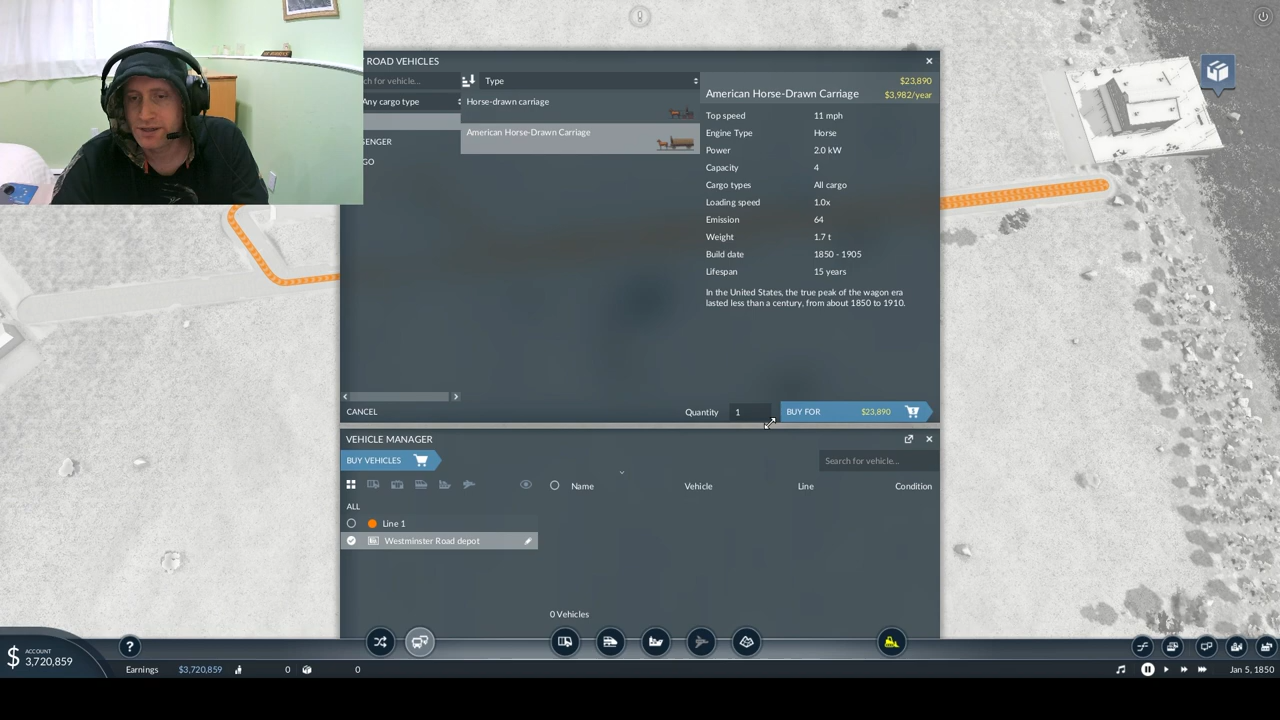 ROAD VEHICLES
ch for vehicle...
Type
$23,890
Any cargo type
Horse-drawn carriage
American Horse-Drawn Carriage
$3,982/year
American Horse-Drawn Carriage
ENGER
GO
Top speed 11 mph
Engine Type Horse
Power 2.0 kW
Capacity 4
Cargo types All cargo
Loading speed 1.0x
Emission 64
Weight 1.7 t
Build date 1850 - 1905
Lifespan 15 years
In the United States, the true peak of the wagon era
lasted less than a century, from about 1850 to 1910.
CANCEL
Quantity 1
BUY FOR $23,890
VEHICLE MANAGER
BUY VEHICLES
Search for vehicle...
Name Vehicle Line Condition
ALL
Line 1
Westminster Road depot
0 Vehicles
$ ACCOUNT
3,720,859
?
Earnings $3,720,859 0 0
Jan 5, 1850